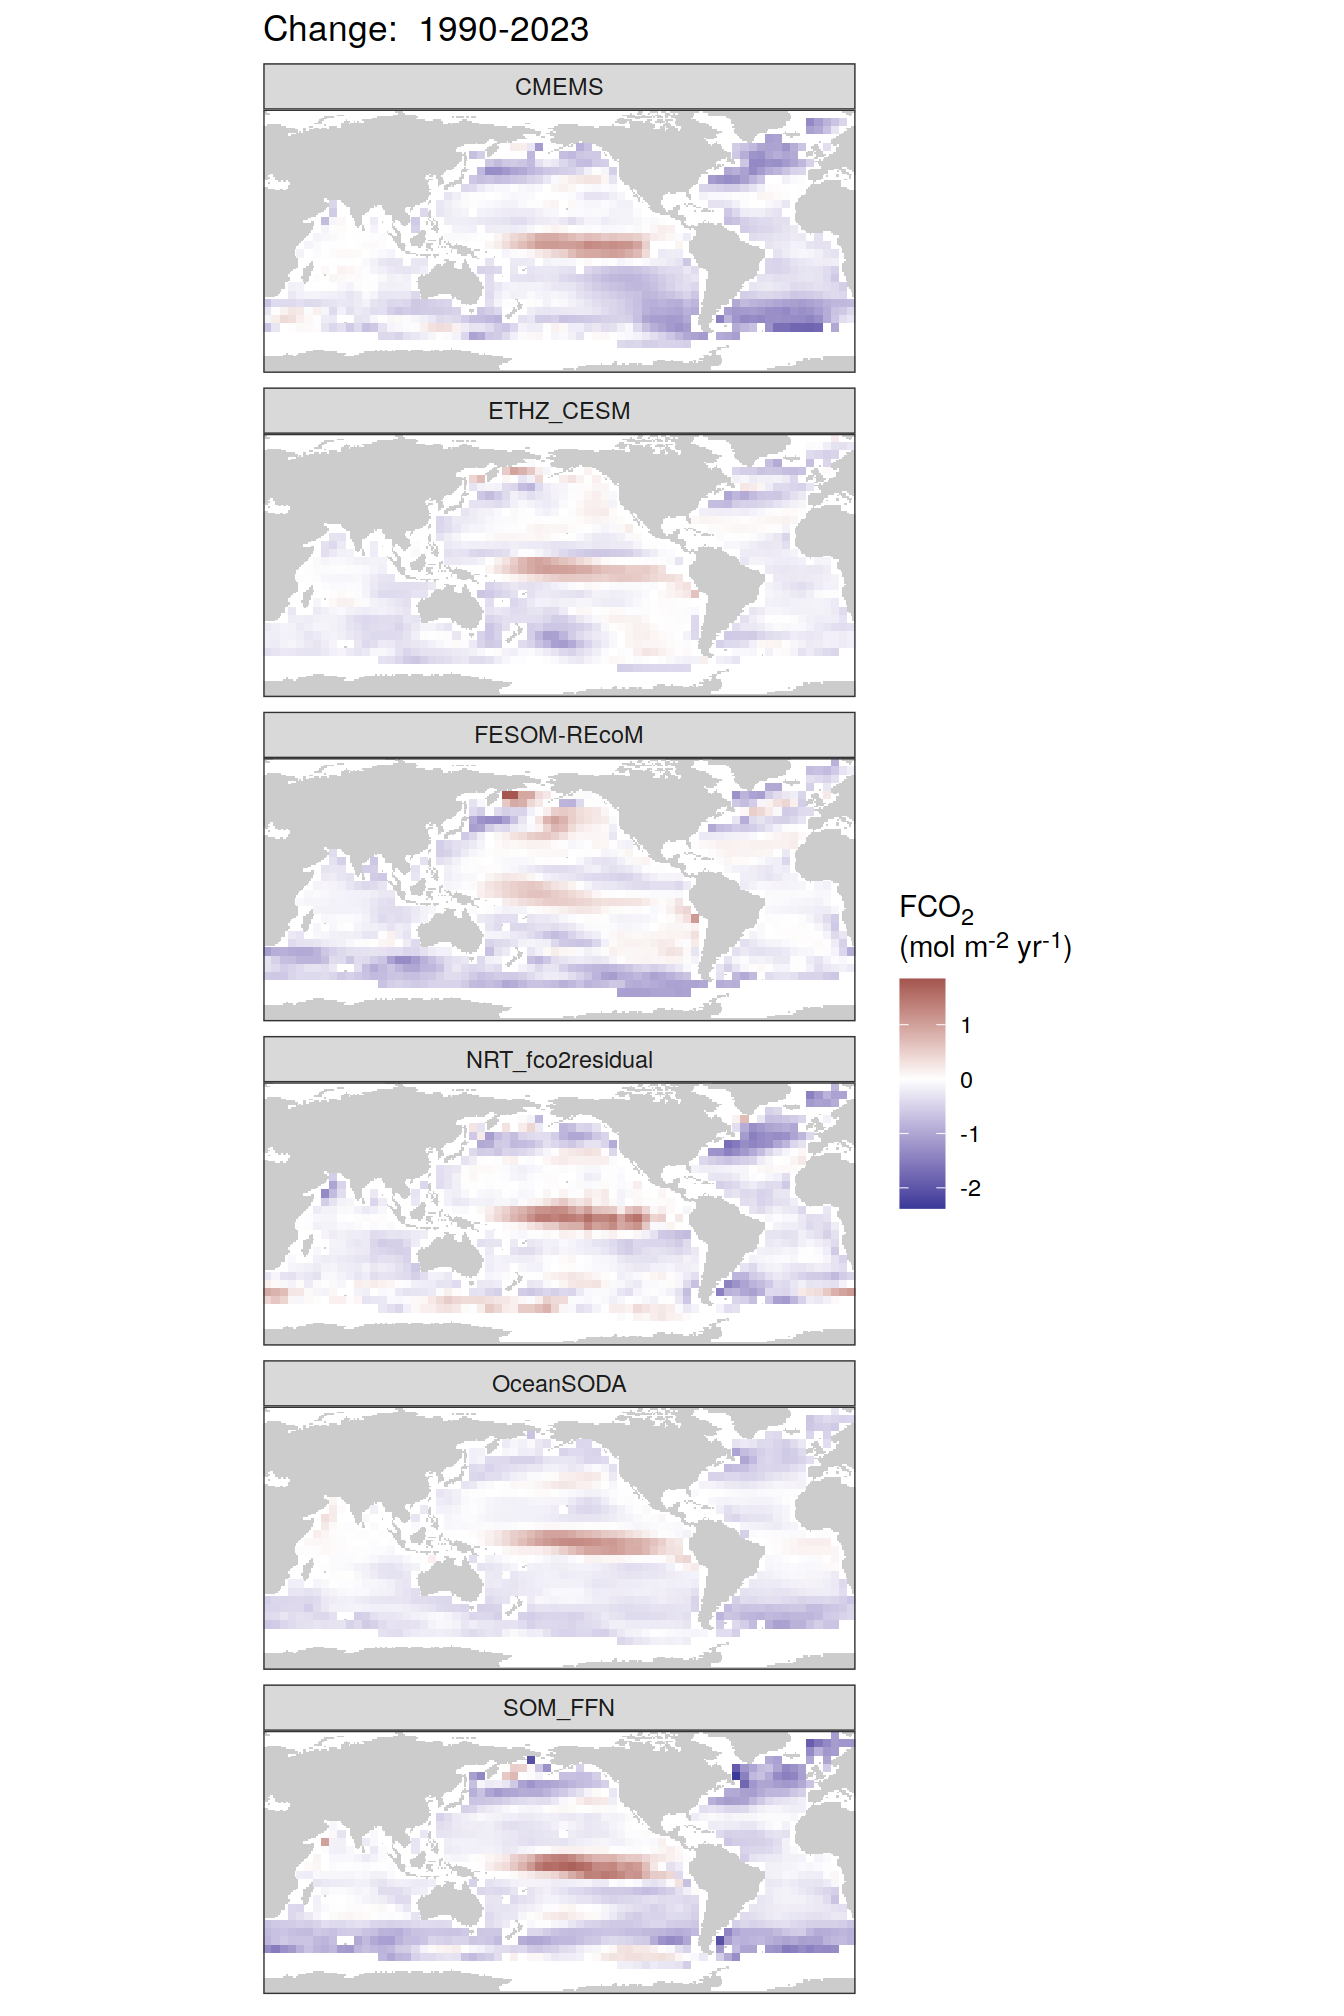 Change:  1990-2023
CMEMS
ETHZ_CESM
FESOM-REcoM
NRT_fco2residual
OceanSODA
SOM_FFN
FCO₂
(mol m⁻² yr⁻¹)
1
0
-1
-2